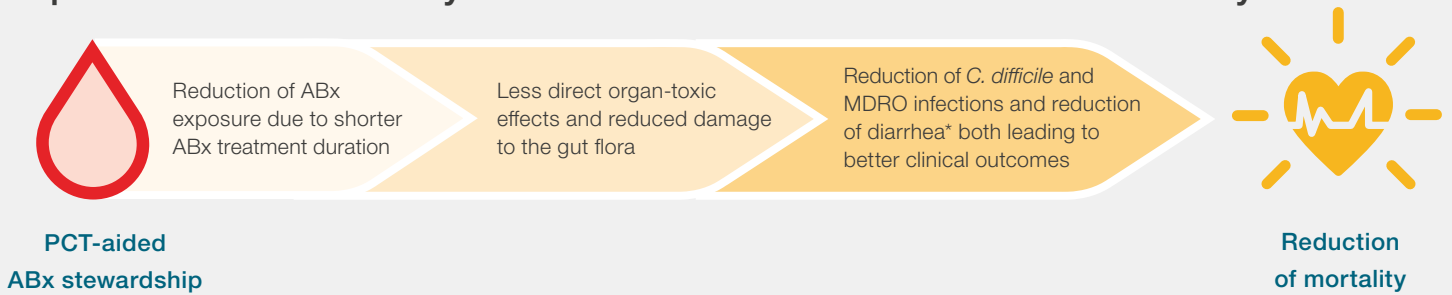 Reduction of ABx
exposure due to shorter
ABx treatment duration
Less direct organ-toxic
effects and reduced damage
to the gut flora
Reduction of C. difficile and
MDRO infections and reduction
of diarrhea* both leading to
better clinical outcomes
PCT-aided
ABx stewardship
Reduction
of mortality